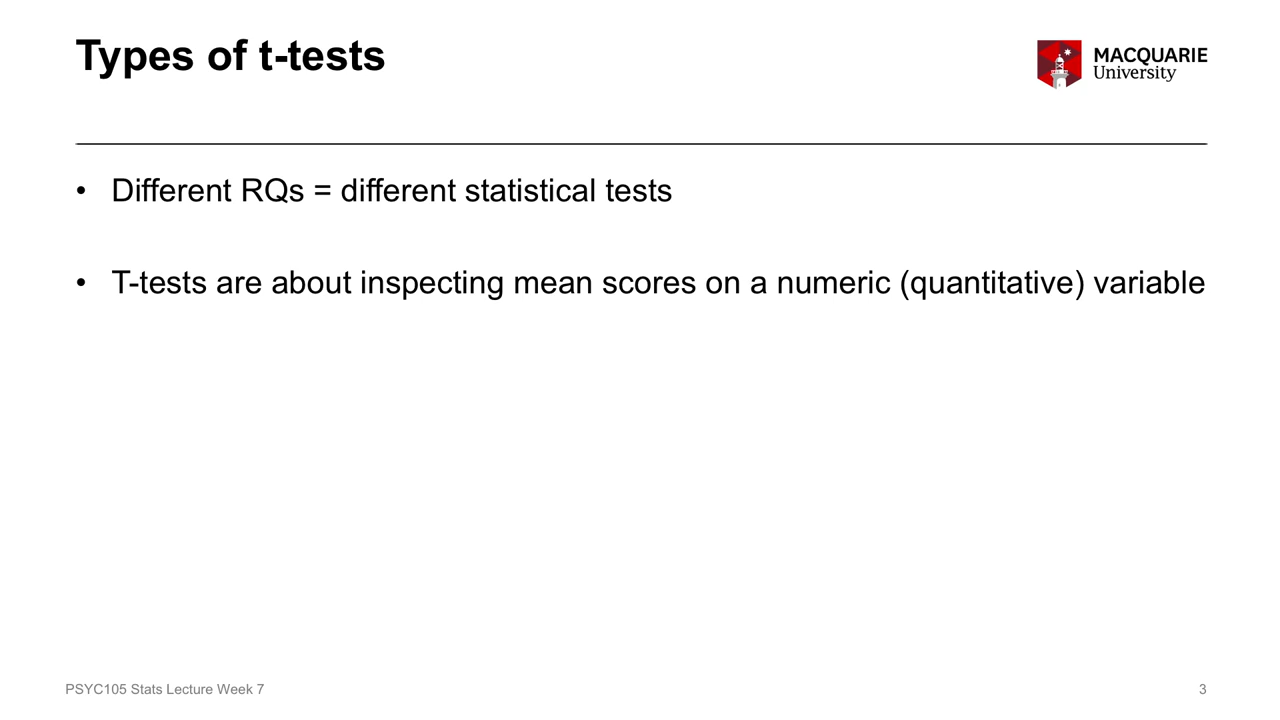 Types of t-tests
MACQUARIE
University
• Different RQs = different statistical tests
• T-tests are about inspecting mean scores on a numeric (quantitative) variable
PSYC105 Stats Lecture Week 7
3